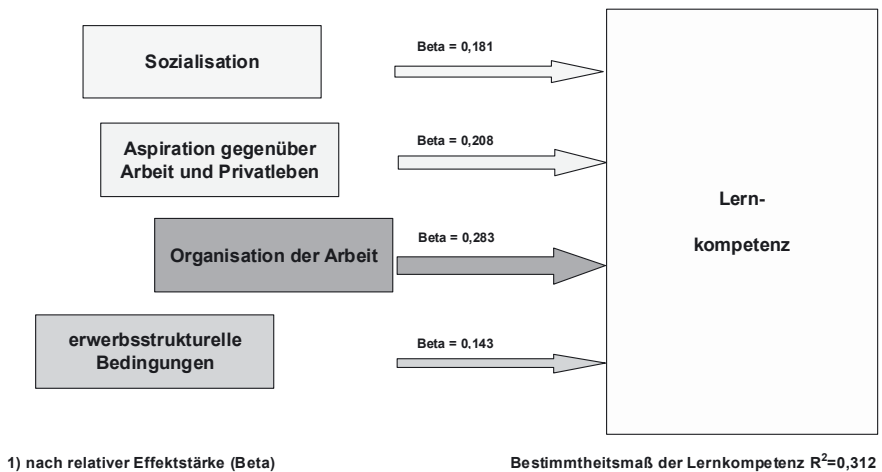 Sozialisation
Beta = 0,181
Aspiration gegenüber
Arbeit und Privatleben
Beta = 0,208
Organisation der Arbeit
Beta = 0,283
erwerbsstrukturelle
Bedingungen
Beta = 0,143
Lern-
kompetenz
1) nach relativer Effektstärke (Beta)
Bestimmtheitsmaß der Lernkompetenz R²=0,312